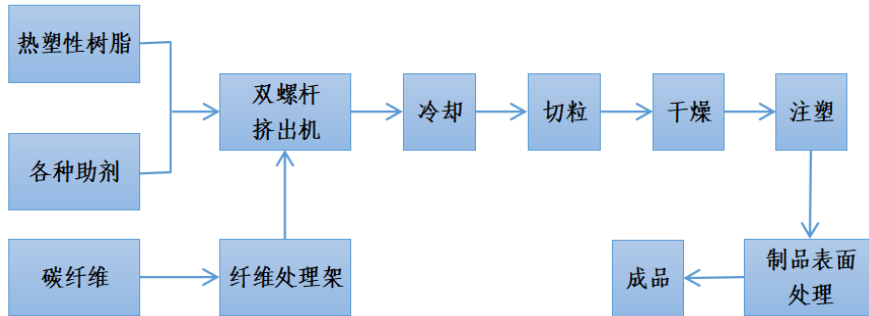 热塑性树脂
各种助剂
碳纤维
纤维处理架
双螺杆
挤出机
冷却
切粒
干燥
注塑
制品表面
处理
成品